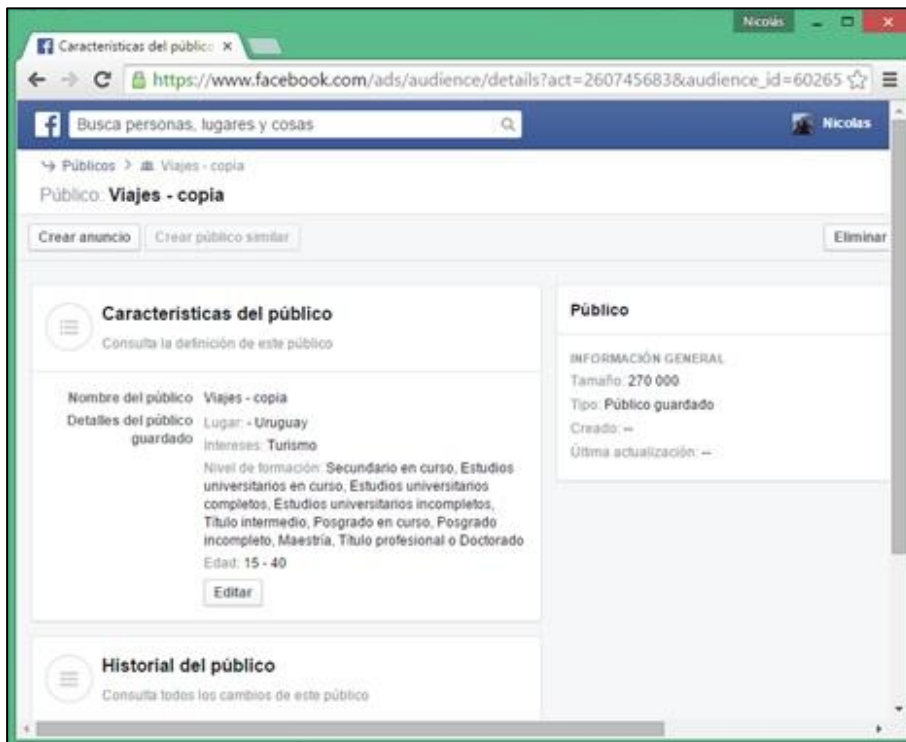 Nicolás
Características del público
https://www.facebook.com/ads/audience/details?act=260745683&audience_id=60265
Busca personas, lugares y cosas
Nicolas
Públicos > Viajes - copia
Público: Viajes - copia
Crear anuncio Crear público similar Eliminar
Características del público
Consulta la definición de este público
Nombre del público Viajes - copia
Detalles del público guardado
Lugar: - Uruguay
Intereses: Turismo
Nivel de formación: Secundario en curso, Estudios
universitarios en curso, Estudios universitarios
completos, Estudios universitarios incompletos,
Título intermedio, Posgrado en curso, Posgrado
incompleto, Maestría, Título profesional o Doctorado
Edad: 15 - 40
Editar
Público
INFORMACIÓN GENERAL
Tamaño: 270 000
Tipo: Público guardado
Creado: --
Última actualización: --
Historial del público
Consulta todos los cambios de este público